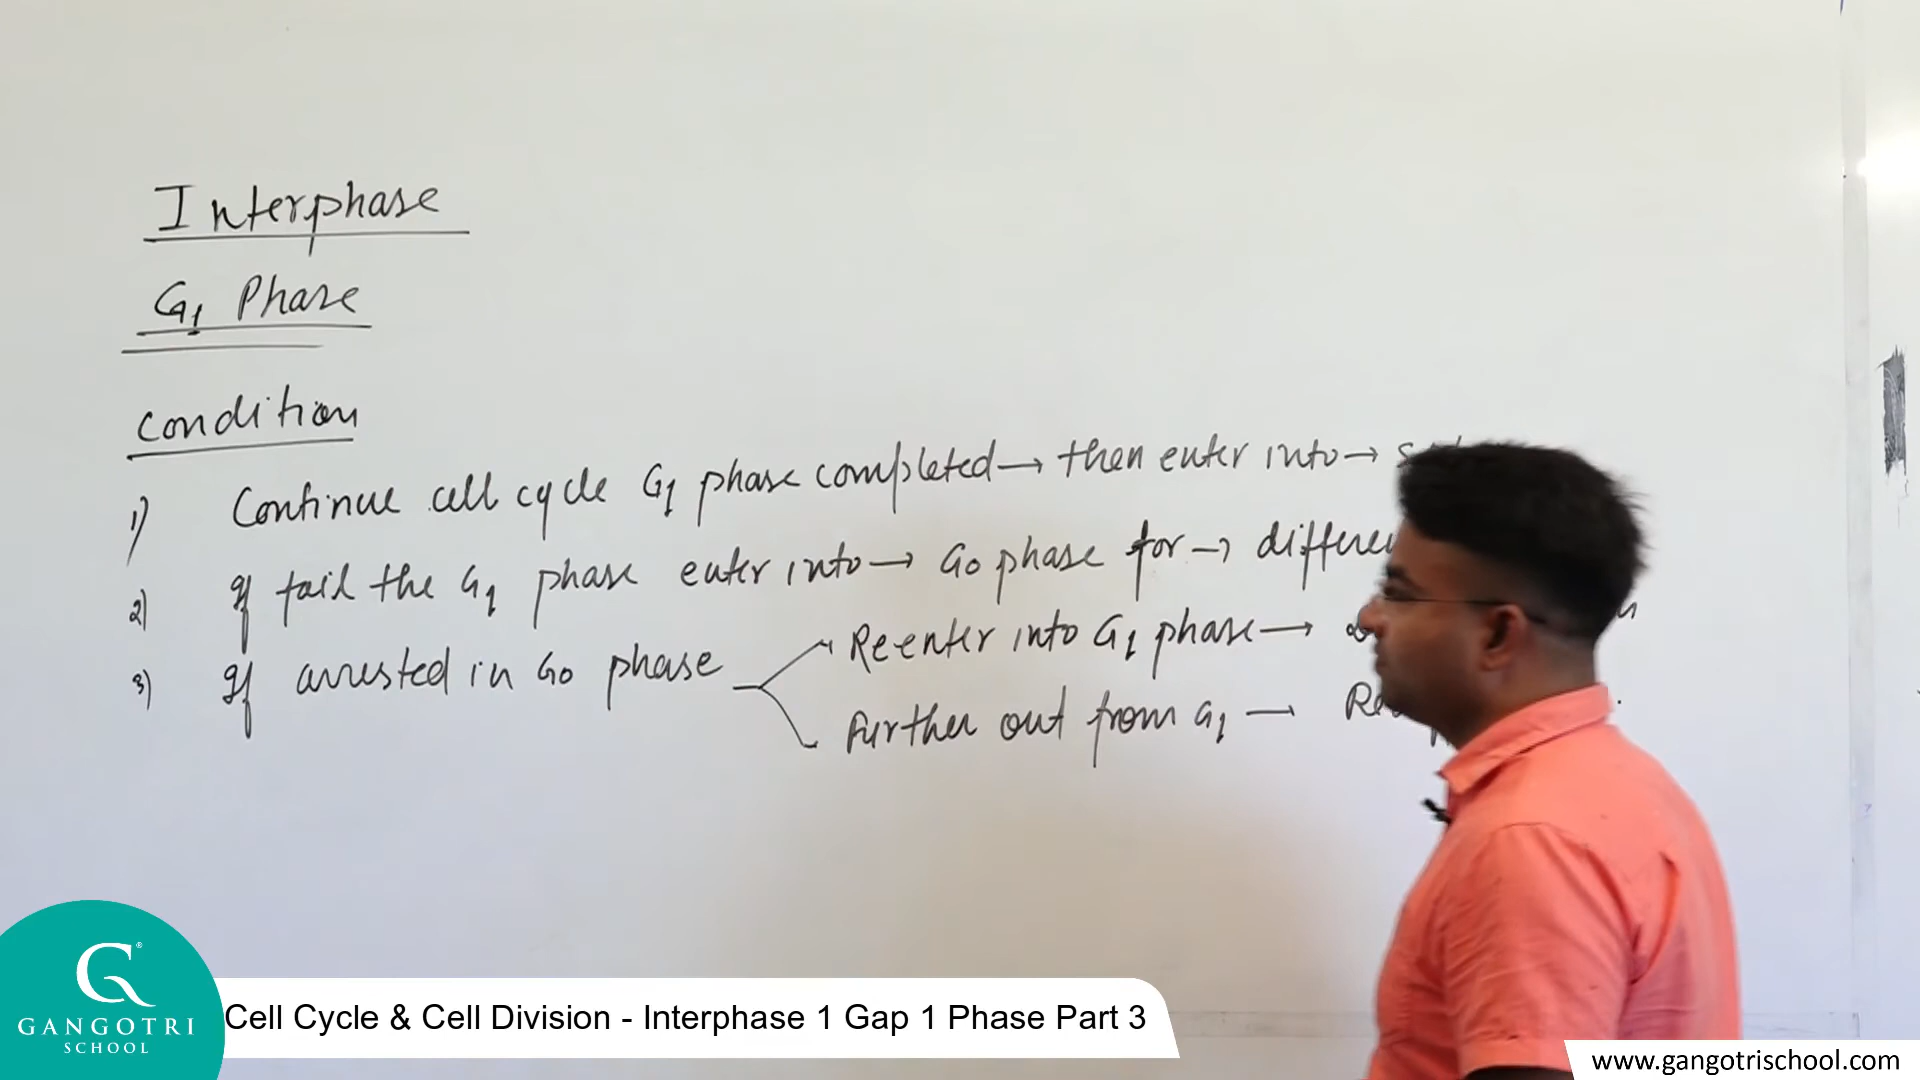 Interphase
G1 Phase
Condition
1) Continue cell cycle G1 phase completed → then enter into →
2) If fail the G1 phase enter into → Go phase for →
3) If arrested in Go phase
Reenter into G1 phase →
Further out from G1 —
G
GANGOTRI
SCHOOL
Cell Cycle & Cell Division - Interphase 1 Gap 1 Phase Part 3
www.gangotrischool.com